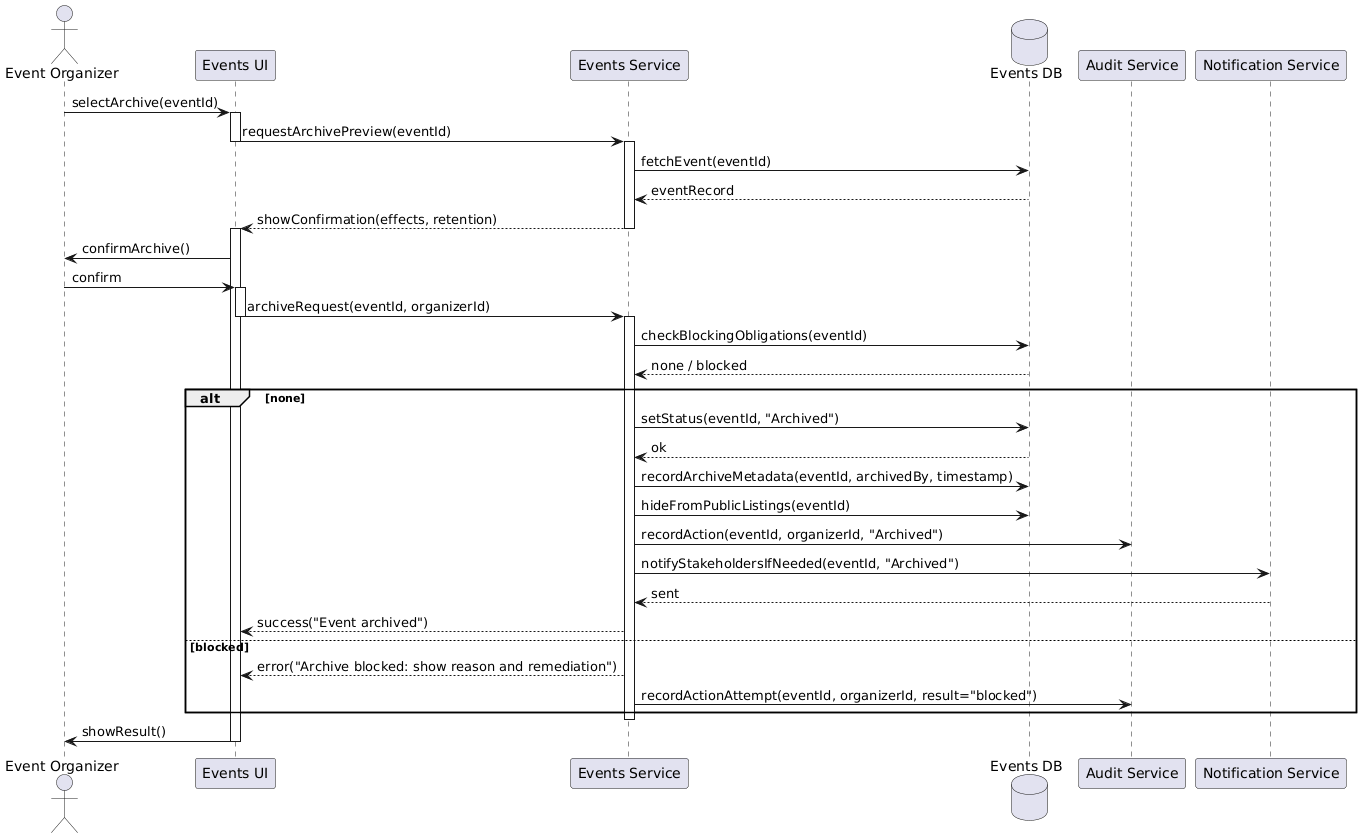 Event Organizer
Events UI
Events Service
Events DB
Audit Service
Notification Service
selectArchive(eventId)
requestArchivePreview(eventId)
fetchEvent(eventId)
eventRecord
showConfirmation(effects, retention)
confirmArchive()
confirm
archiveRequest(eventId, organizerId)
checkBlockingObligations(eventId)
none / blocked
alt [none]
setStatus(eventId, "Archived")
ok
recordArchiveMetadata(eventId, archivedBy, timestamp)
hideFromPublicListings(eventId)
recordAction(eventId, organizerId, "Archived")
notifyStakeholdersIfNeeded(eventId, "Archived")
sent
success("Event archived")
[blocked]
error("Archive blocked: show reason and remediation")
recordActionAttempt(eventId, organizerId, result="blocked")
showResult()
Event Organizer
Events UI
Events Service
Events DB
Audit Service
Notification Service